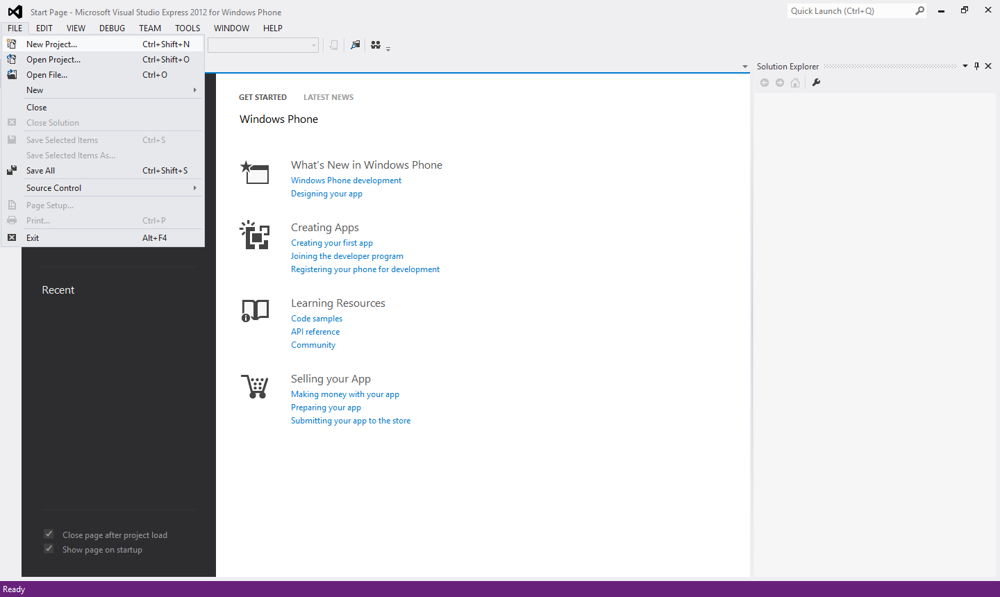 Start Page - Microsoft Visual Studio Express 2012 for Windows Phone
Quick Launch (Ctrl+Q)
FILE EDIT VIEW DEBUG TEAM TOOLS WINDOW HELP
New Project... Ctrl+Shift+N
Open Project... Ctrl+Shift+O
Open File... Ctrl+O
New
Close
Close Solution
Save Selected Items Ctrl+S
Save Selected Items As...
Save All Ctrl+Shift+S
Source Control
Page Setup...
Print... Ctrl+P
Exit Alt+F4
Recent
Close page after project load
Show page on startup
GET STARTED LATEST NEWS
Windows Phone
What's New in Windows Phone
Windows Phone development
Designing your app
Creating Apps
Creating your first app
Joining the developer program
Registering your phone for development
Learning Resources
Code samples
API reference
Community
Selling your App
Making money with your app
Preparing your app
Submitting your app to the store
Solution Explorer
Ready